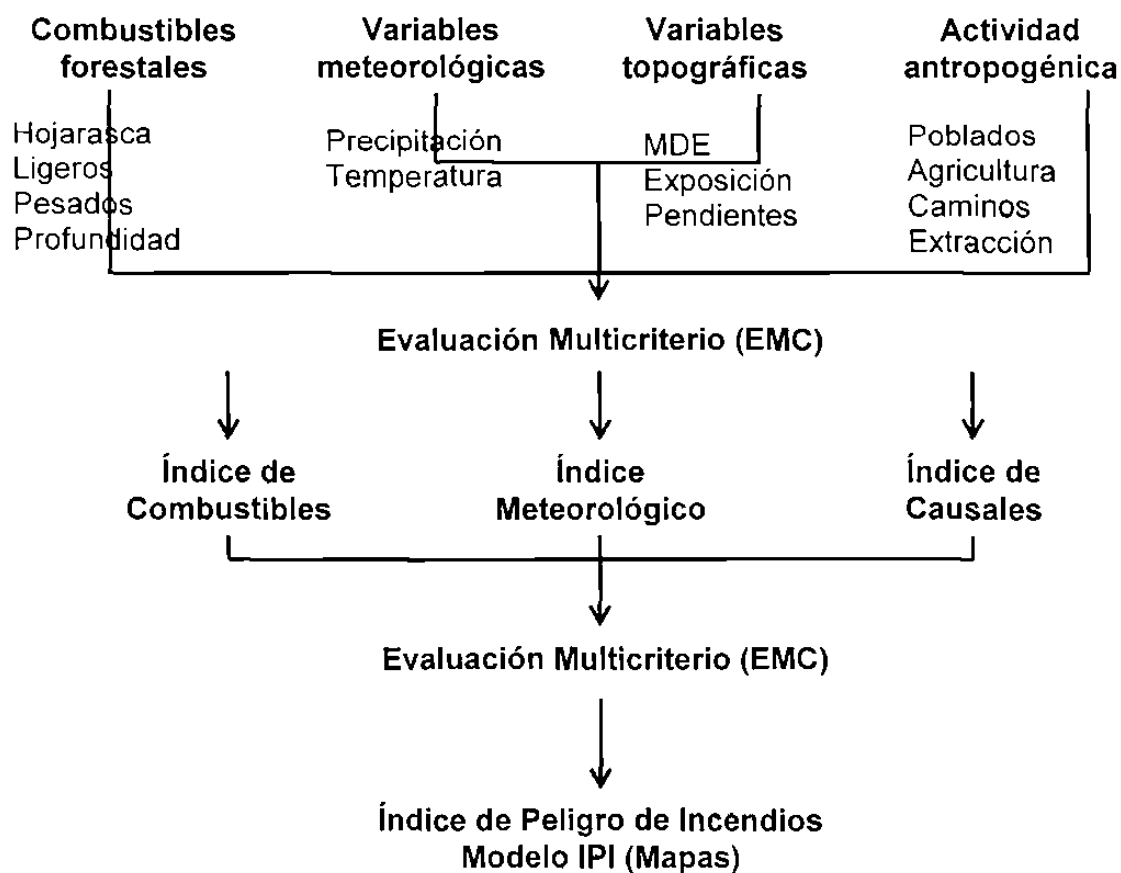 Combustibles
forestales
Hojarasca
Ligeros
Pesados
Profundidad
Variables
meteorológicas
Precipitación
Temperatura
Variables
topográficas
MDE
Exposición
Pendientes
Actividad
antropogénica
Poblados
Agricultura
Caminos
Extracción
Evaluación Multicriterio (EMC)
Índice de
Combustibles
Índice
Meteorológico
Índice de
Causales
Evaluación Multicriterio (EMC)
Índice de Peligro de Incendios
Modelo IPI (Mapas)